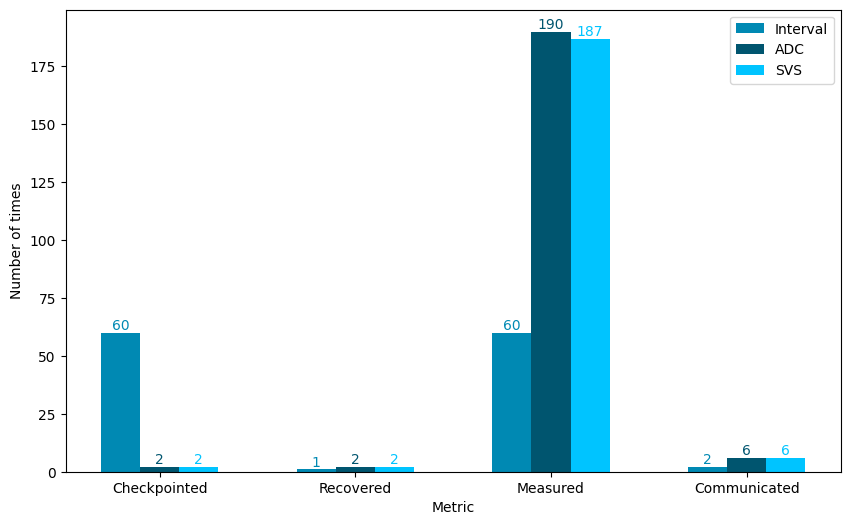 Interval
ADC
SVS
Number of times
175
150
125
100
75
50
25
0
60 2 2
1 2 2
60 190 187
2 6 6
Checkpointed Recovered Measured Communicated
Metric